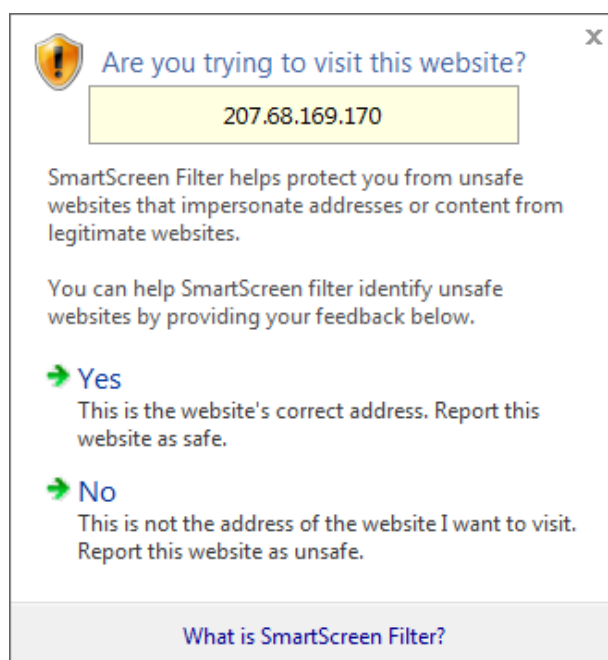 Are you trying to visit this website?
207.68.169.170
SmartScreen Filter helps protect you from unsafe
websites that impersonate addresses or content from
legitimate websites.
You can help SmartScreen filter identify unsafe
websites by providing your feedback below.
Yes
This is the website's correct address. Report this
website as safe.
No
This is not the address of the website I want to visit.
Report this website as unsafe.
What is SmartScreen Filter?